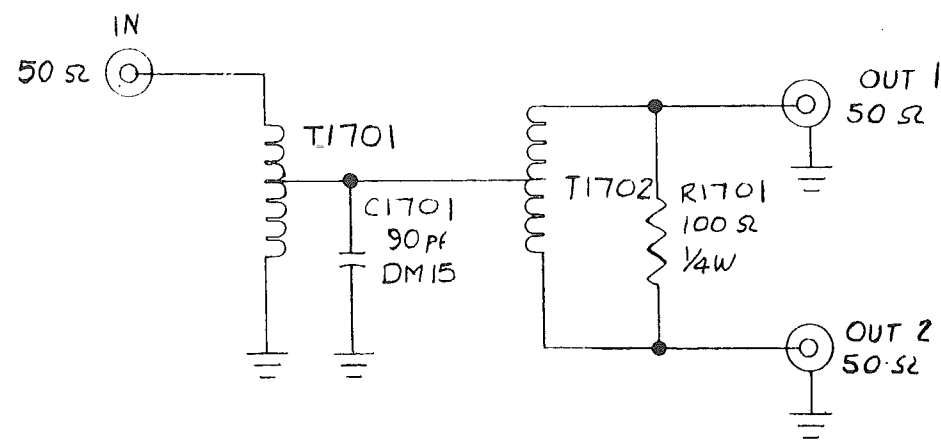 IN
50 Ω
T1701
C1701
90 pf
DM15
T1702
R1701
100 Ω
1/4W
OUT 1
50 Ω
OUT 2
50 Ω